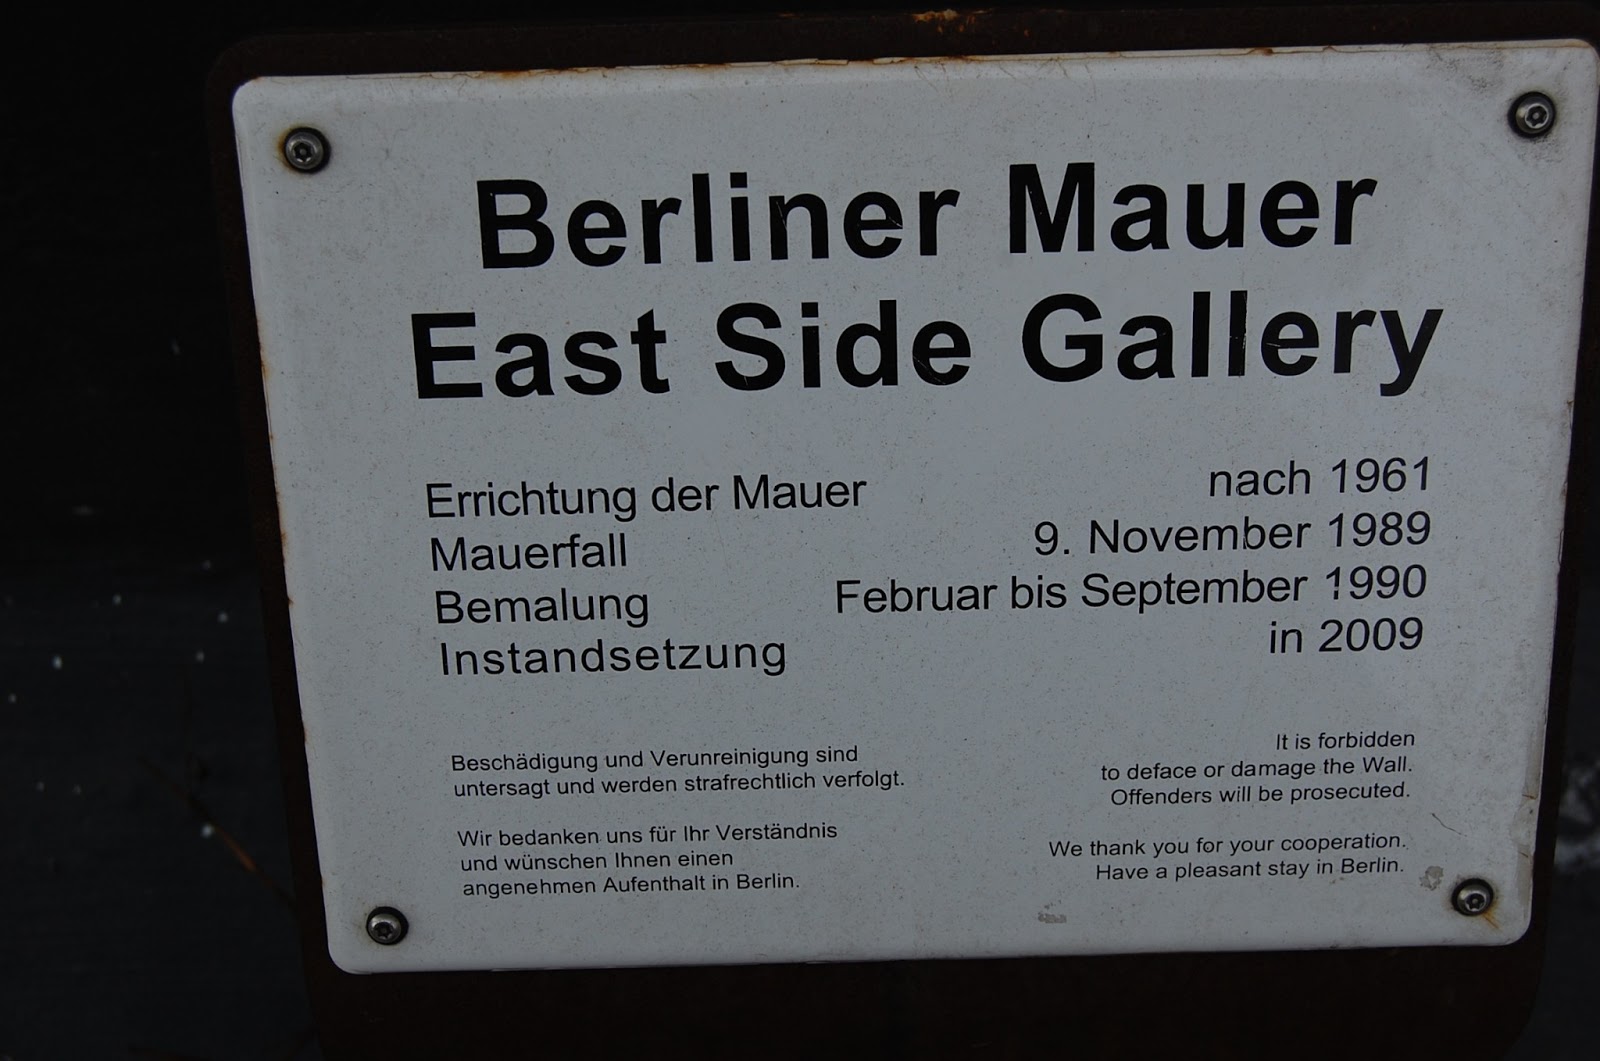 Berliner Mauer
East Side Gallery
Errichtung der Mauer nach 1961
Mauerfall 9. November 1989
Bemalung Februar bis September 1990
Instandsetzung in 2009
Beschädigung und Verunreinigung sind
untersagt und werden strafrechtlich verfolgt.
Wir bedanken uns für Ihr Verständnis
und wünschen Ihnen einen
angenehmen Aufenthalt in Berlin.
It is forbidden
to deface or damage the Wall.
Offenders will be prosecuted.
We thank you for your cooperation.
Have a pleasant stay in Berlin.